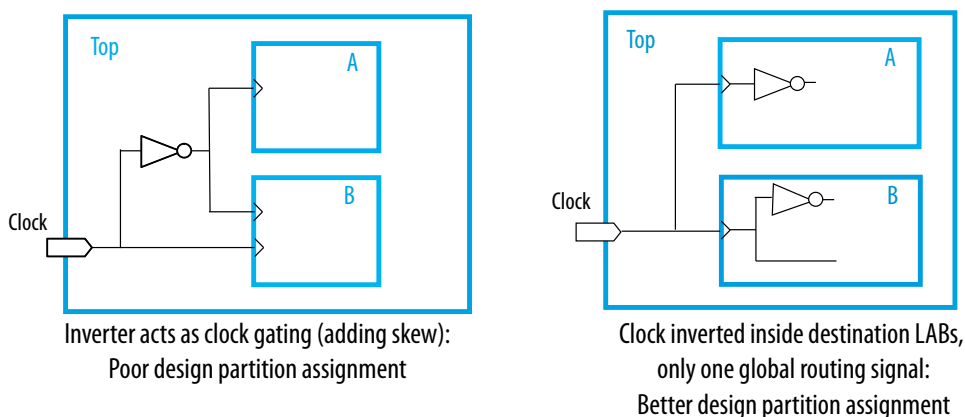 Top
A
B
Clock
Inverter acts as clock gating (adding skew):
Poor design partition assignment
Top
A
B
Clock
Clock inverted inside destination LABs,
only one global routing signal:
Better design partition assignment